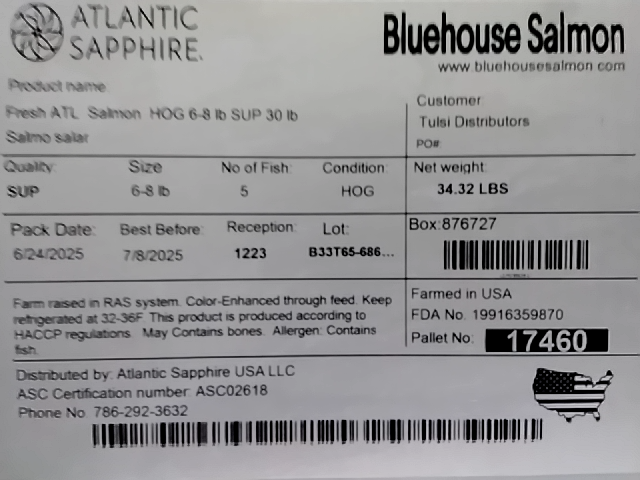 ATLANTIC
SAPPHIRE.
Bluehouse Salmon
www.bluehousesalmon.com
Product name:
Fresh ATL Salmon HOG 6-8 lb SUP 30 lb
Salmo salar
Customer:
Tulsi Distributors
PO#:
Quality: Size No of Fish: Condition:
SUP 6-8 lb 5 HOG
Net weight:
34.32 LBS
Pack Date: Best Before: Reception: Lot:
6/24/2025 7/8/2025 1223 B33T65-686...
Box:876727
Farm raised in RAS system. Color-Enhanced through feed. Keep
refrigerated at 32-36F. This product is produced according to
HACCP regulations. May Contains bones. Allergen: Contains
fish.
Farmed in USA
FDA No. 19916359870
Pallet No: 17460
Distributed by: Atlantic Sapphire USA LLC
ASC Certification number: ASC02618
Phone No. 786-292-3632